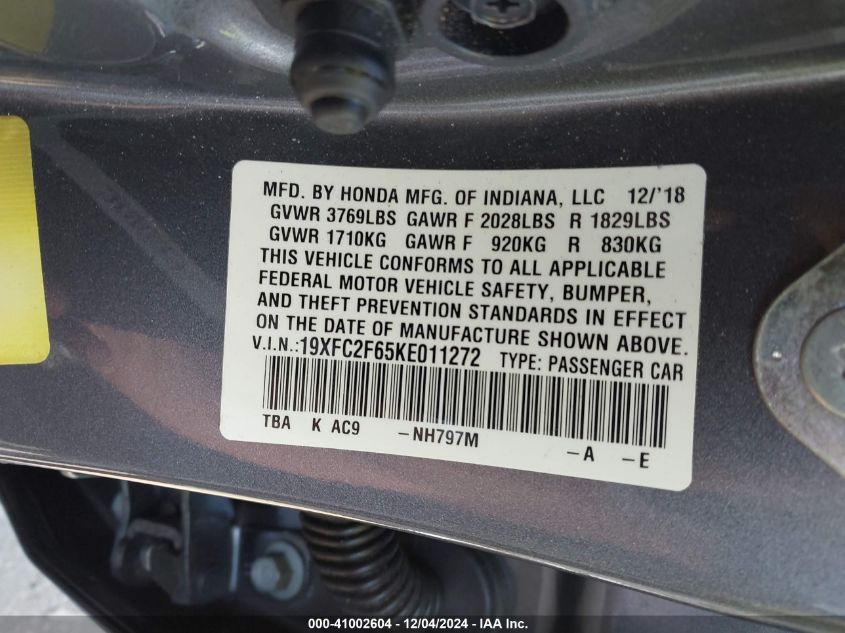 MFD. BY HONDA MFG. OF INDIANA, LLC 12/'18
GVWR 3769LBS GAWR F 2028LBS R 1829LBS
GVWR 1710KG GAWR F 920KG R 830KG
THIS VEHICLE CONFORMS TO ALL APPLICABLE
FEDERAL MOTOR VEHICLE SAFETY, BUMPER,
AND THEFT PREVENTION STANDARDS IN EFFECT
ON THE DATE OF MANUFACTURE SHOWN ABOVE.
V.I.N.:19XFC2F65KE011272 TYPE: PASSENGER CAR
TBA K AC9 -NH797M -A -E
000-41002604 - 12/04/2024 - IAA Inc.